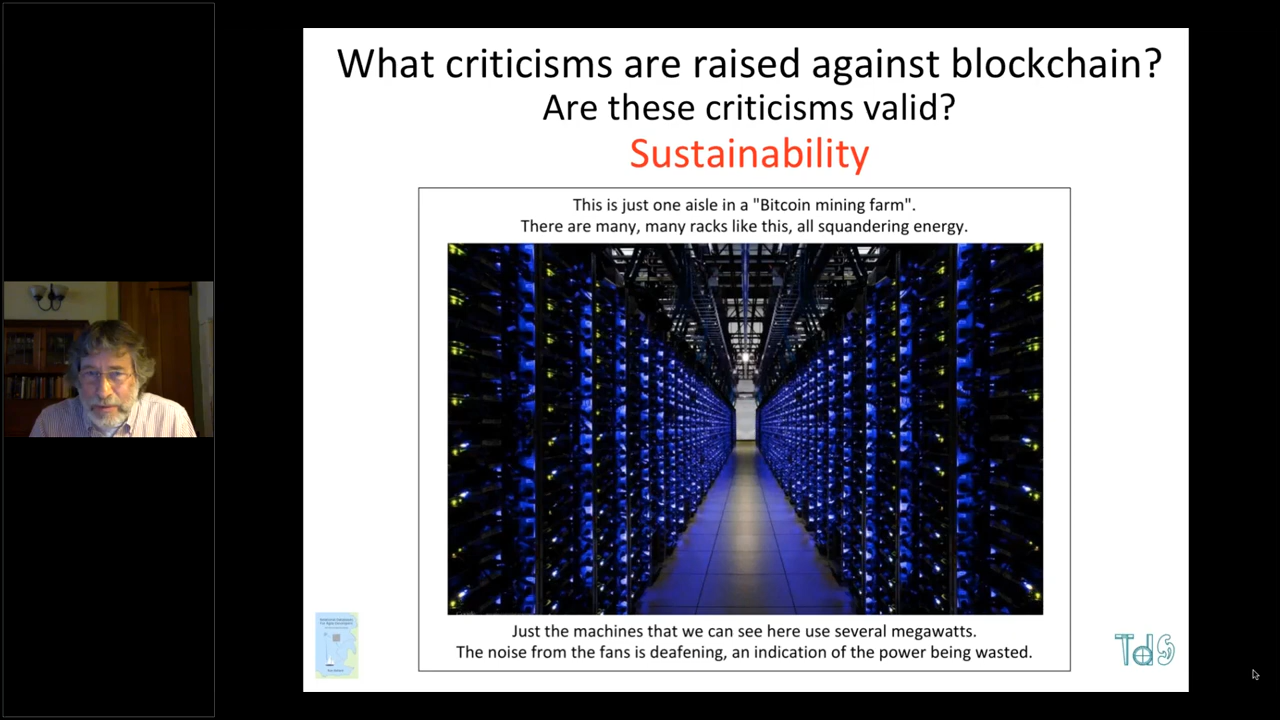 What criticisms are raised against blockchain?
Are these criticisms valid?
Sustainability
This is just one aisle in a "Bitcoin mining farm".
There are many, many racks like this, all squandering energy.
Just the machines that we can see here use several megawatts.
The noise from the fans is deafening, an indication of the power being wasted.
TdS